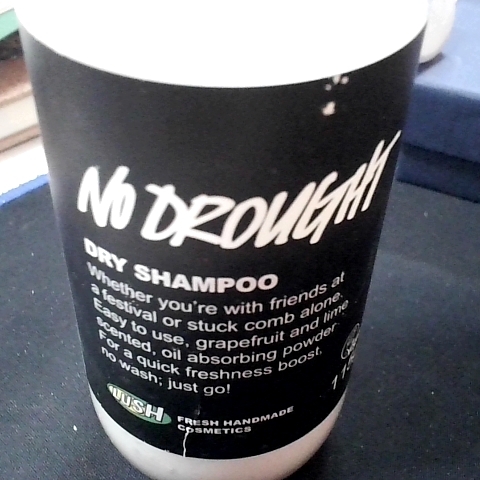 NO DROUGHT
DRY SHAMPOO
Whether you're with friends at
a festival or stuck comb alone.
Easy to use, grapefruit and lime
scented, oil absorbing powder.
For a quick freshness boost,
no wash; just go!
LUSH
FRESH HANDMADE
COSMETICS